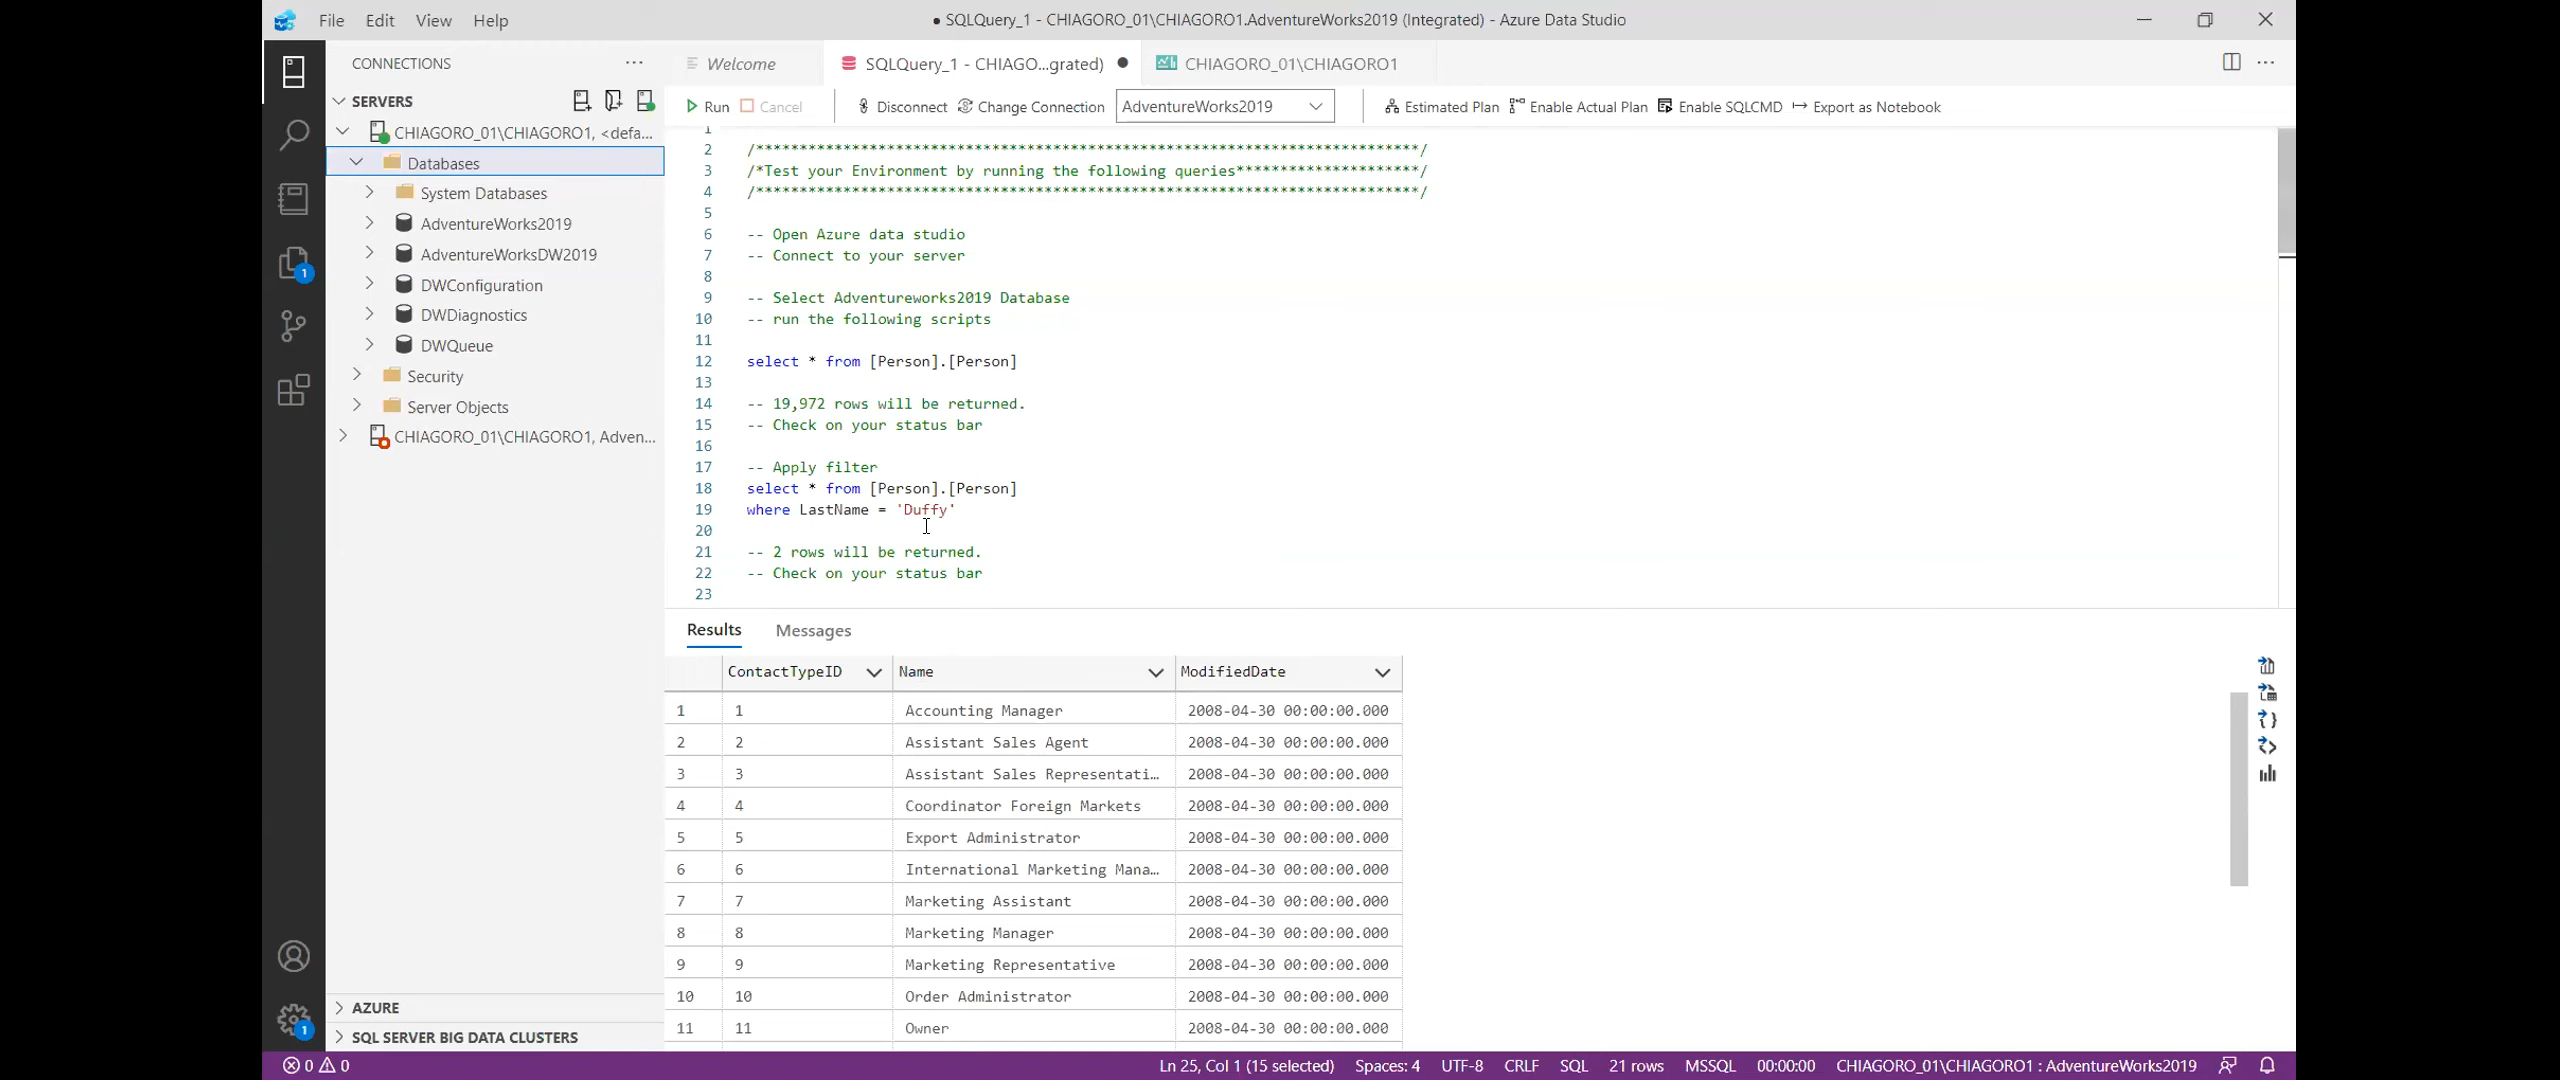 File Edit View Help
● SQLQuery_1 - CHIAGORO_01\CHIAGORO1.AdventureWorks2019 (Integrated) - Azure Data Studio
CONNECTIONS
SERVERS
CHIAGORO_01\CHIAGORO1, <defa...
Databases
System Databases
AdventureWorks2019
AdventureWorksDW2019
DWConfiguration
DWDiagnostics
DWQueue
Security
Server Objects
CHIAGORO_01\CHIAGORO1, Adven...
AZURE
SQL SERVER BIG DATA CLUSTERS
1
1
Welcome SQLQuery_1 - CHIAGO...grated) CHIAGORO_01\CHIAGORO1
Run Cancel Disconnect Change Connection AdventureWorks2019 Estimated Plan Enable Actual Plan Enable SQLCMD Export as Notebook
1
2 /****************************************************************************/
3 /*Test your Environment by running the following queries*********************/
4 /****************************************************************************/
5
6 -- Open Azure data studio
7 -- Connect to your server
8
9 -- Select Adventureworks2019 Database
10 -- run the following scripts
11
12 select * from [Person].[Person]
13
14 -- 19,972 rows will be returned.
15 -- Check on your status bar
16
17 -- Apply filter
18 select * from [Person].[Person]
19 where LastName = 'Duffy'
20
21 -- 2 rows will be returned.
22 -- Check on your status bar
23
Results Messages
ContactTypeID Name ModifiedDate
1 1 Accounting Manager 2008-04-30 00:00:00.000
2 2 Assistant Sales Agent 2008-04-30 00:00:00.000
3 3 Assistant Sales Representati... 2008-04-30 00:00:00.000
4 4 Coordinator Foreign Markets 2008-04-30 00:00:00.000
5 5 Export Administrator 2008-04-30 00:00:00.000
6 6 International Marketing Mana... 2008-04-30 00:00:00.000
7 7 Marketing Assistant 2008-04-30 00:00:00.000
8 8 Marketing Manager 2008-04-30 00:00:00.000
9 9 Marketing Representative 2008-04-30 00:00:00.000
10 10 Order Administrator 2008-04-30 00:00:00.000
11 11 Owner 2008-04-30 00:00:00.000
0 0 Ln 25, Col 1 (15 selected) Spaces: 4 UTF-8 CRLF SQL 21 rows MSSQL 00:00:00 CHIAGORO_01\CHIAGORO1 : AdventureWorks2019